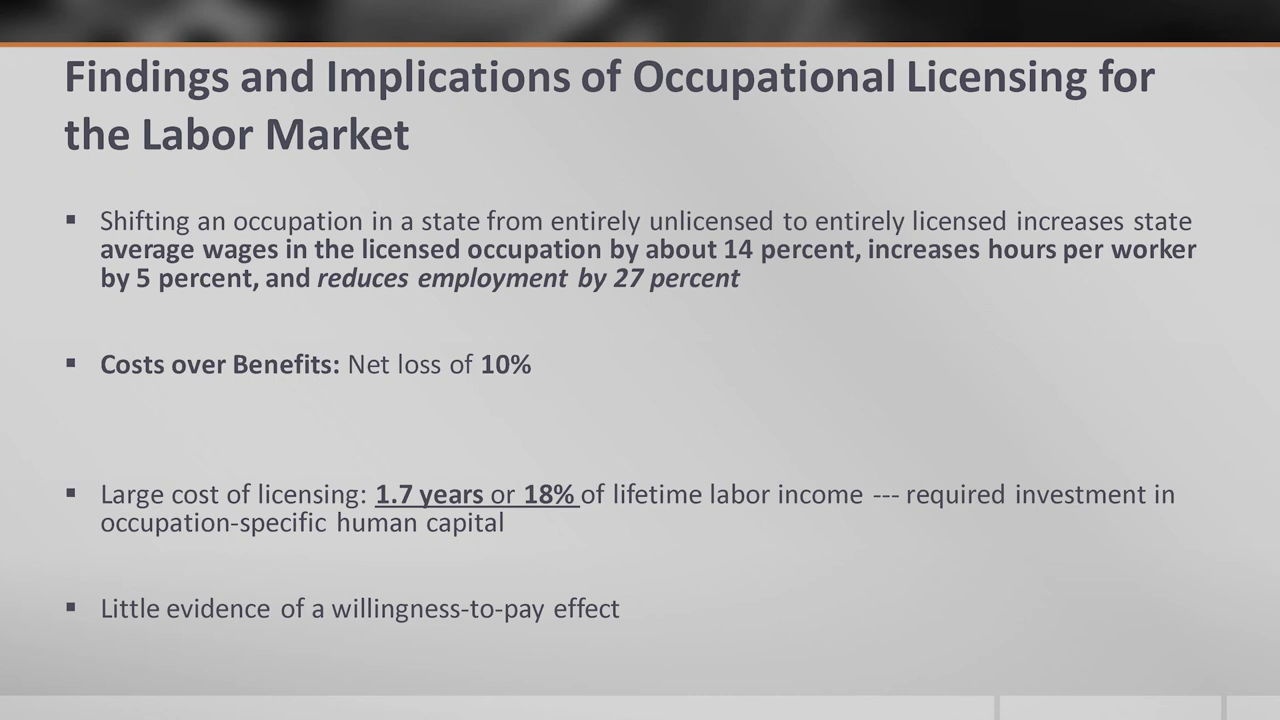 Findings and Implications of Occupational Licensing for
the Labor Market
▪ Shifting an occupation in a state from entirely unlicensed to entirely licensed increases state
average wages in the licensed occupation by about 14 percent, increases hours per worker
by 5 percent, and reduces employment by 27 percent
▪ Costs over Benefits: Net loss of 10%
▪ Large cost of licensing: 1.7 years or 18% of lifetime labor income --- required investment in
occupation-specific human capital
▪ Little evidence of a willingness-to-pay effect